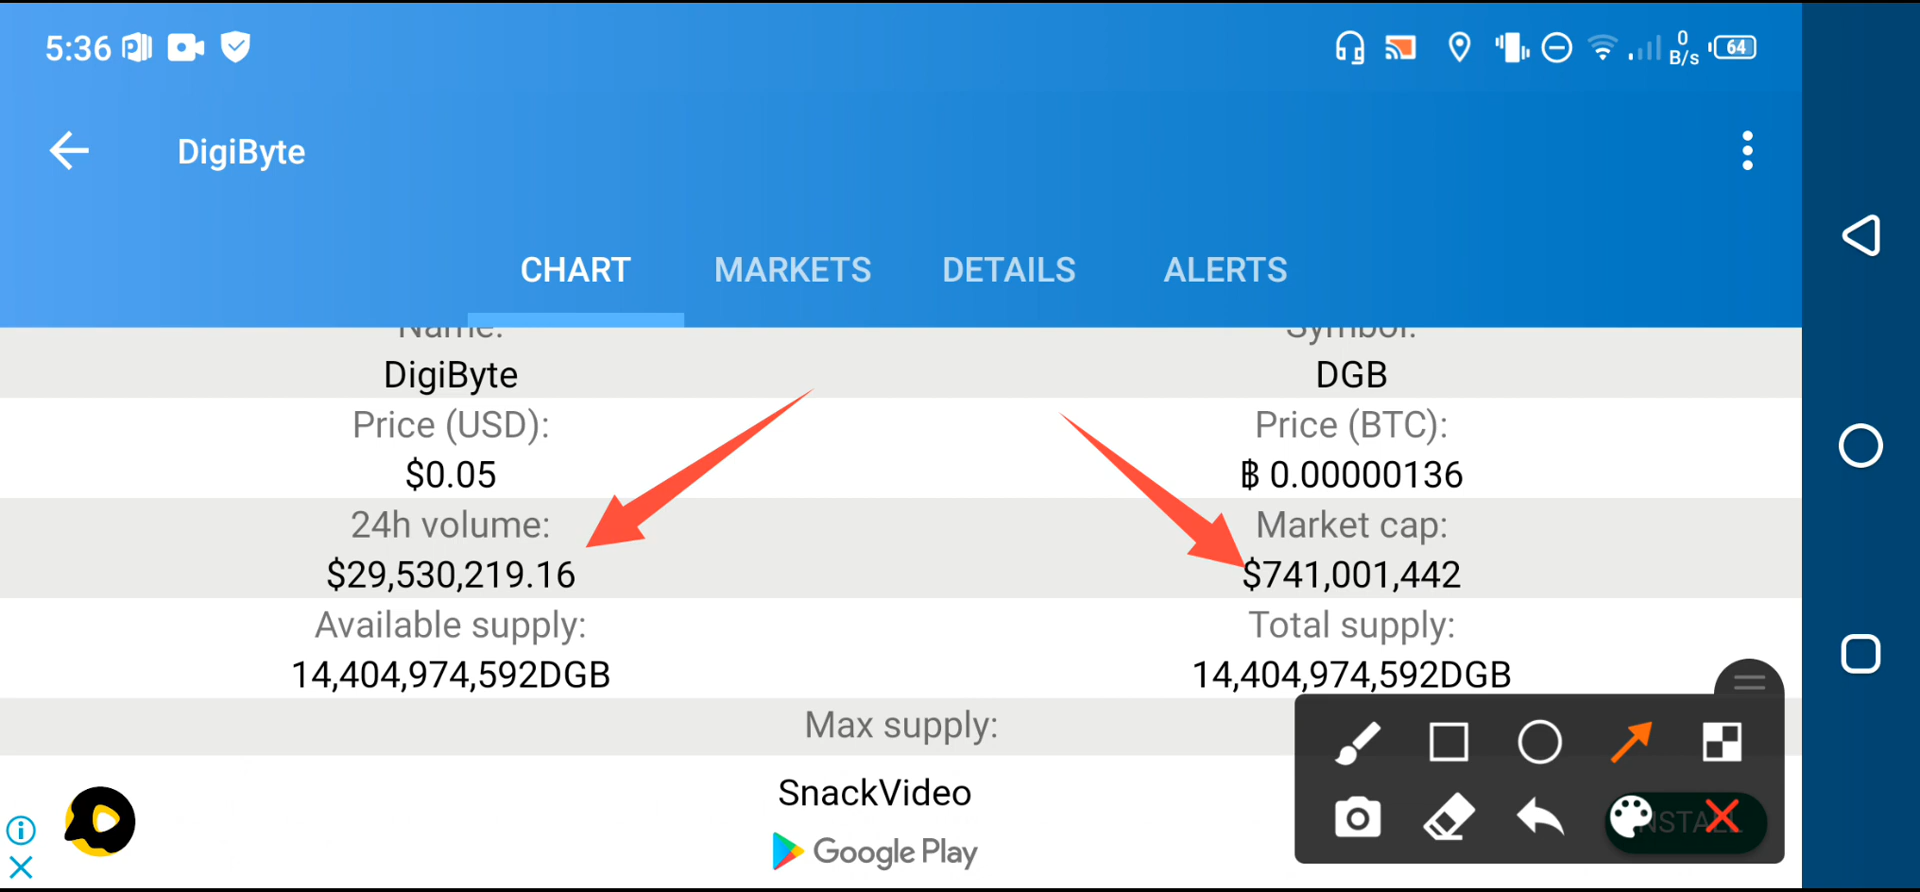 5:36
0
B/s
64
DigiByte
CHART MARKETS DETAILS ALERTS
Name: Symbol:
DigiByte DGB
Price (USD): Price (BTC):
$0.05 ฿ 0.00000136
24h volume: Market cap:
$29,530,219.16 $741,001,442
Available supply: Total supply:
14,404,974,592DGB 14,404,974,592DGB
Max supply:
SnackVideo
Google Play